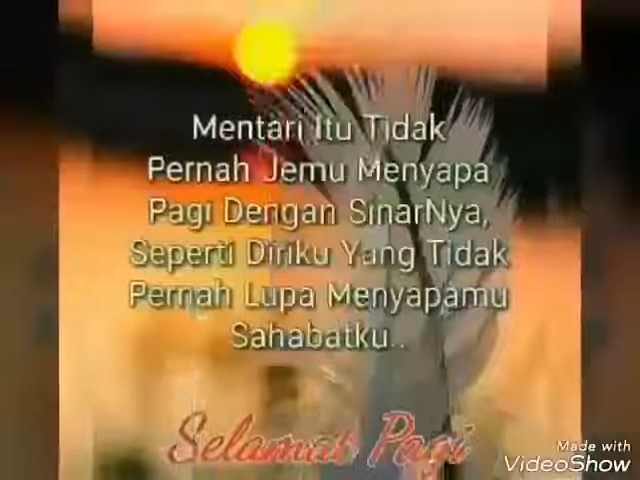 Mentari Itu Tidak
Pernah Jemu Menyapa
Pagi Dengan SinarNya,
Seperti Diriku Yang Tidak
Pernah Lupa Menyapamu
Sahabatku..
Selamat Pagi
Made with
VideoShow